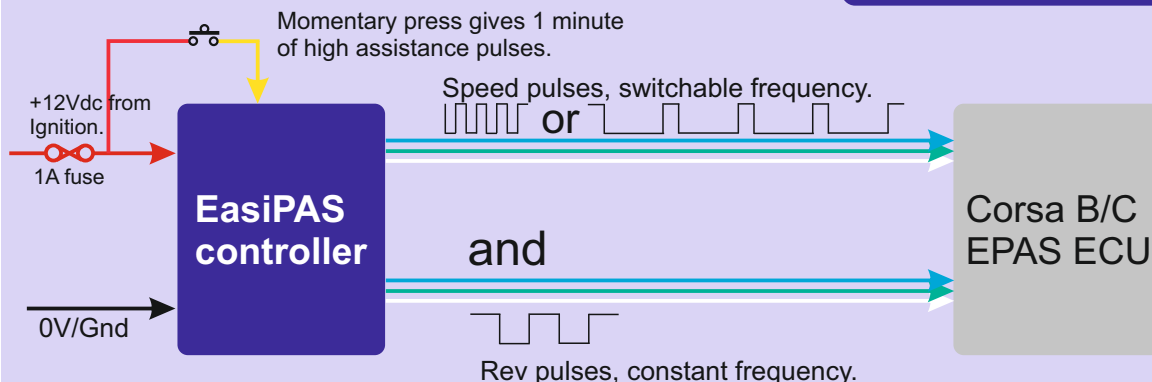 Momentary press gives 1 minute
of high assistance pulses.
+12Vdc from
Ignition.
1A fuse
Speed pulses, switchable frequency.
or
EasiPAS
controller
Corsa B/C
EPAS ECU
and
0V/Gnd
Rev pulses, constant frequency.